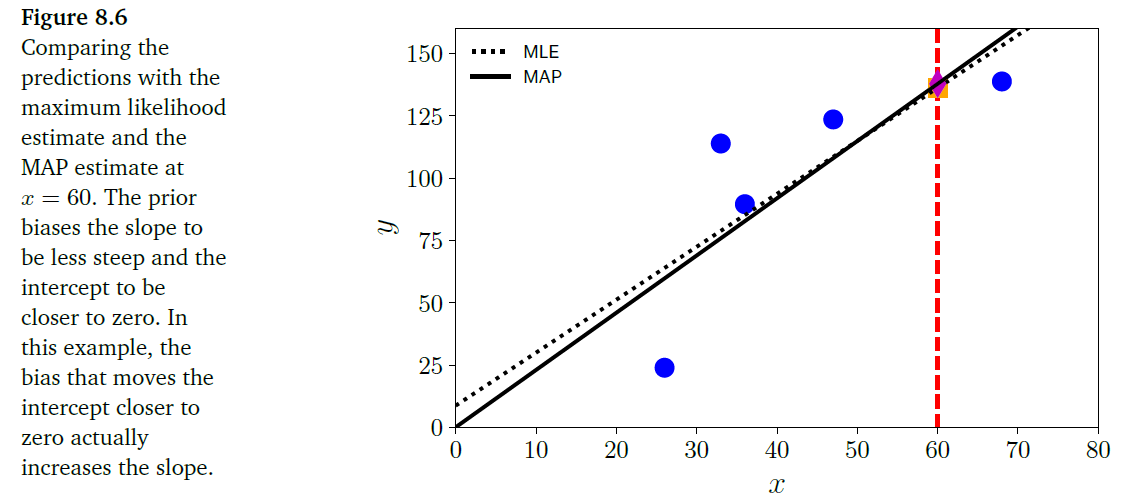 Figure 8.6
Comparing the
predictions with the
maximum likelihood
estimate and the
MAP estimate at
x = 60. The prior
biases the slope to
be less steep and the
intercept to be
closer to zero. In
this example, the
bias that moves the
intercept closer to
zero actually
increases the slope.
MLE
MAP
150
125
100
75
50
25
0
y
0 10 20 30 40 50 60 70 80
x